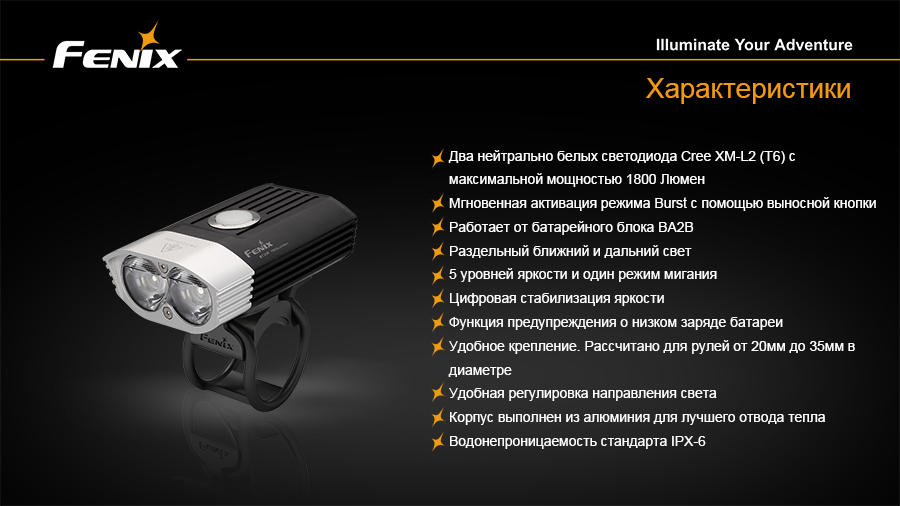 FENIX
Illuminate Your Adventure
Характеристики
Два нейтрально белых светодиода Cree XM-L2 (T6) с
максимальной мощностью 1800 Люмен
Мгновенная активация режима Burst с помощью выносной кнопки
Работает от батарейного блока BA2B
Раздельный ближний и дальний свет
5 уровней яркости и один режим мигания
Цифровая стабилизация яркости
Функция предупреждения о низком заряде батареи
Удобное крепление. Рассчитано для рулей от 20мм до 35мм в
диаметре
Удобная регулировка направления света
Корпус выполнен из алюминия для лучшего отвода тепла
Водонепроницаемость стандарта IPX-6
FENIX
FENIX